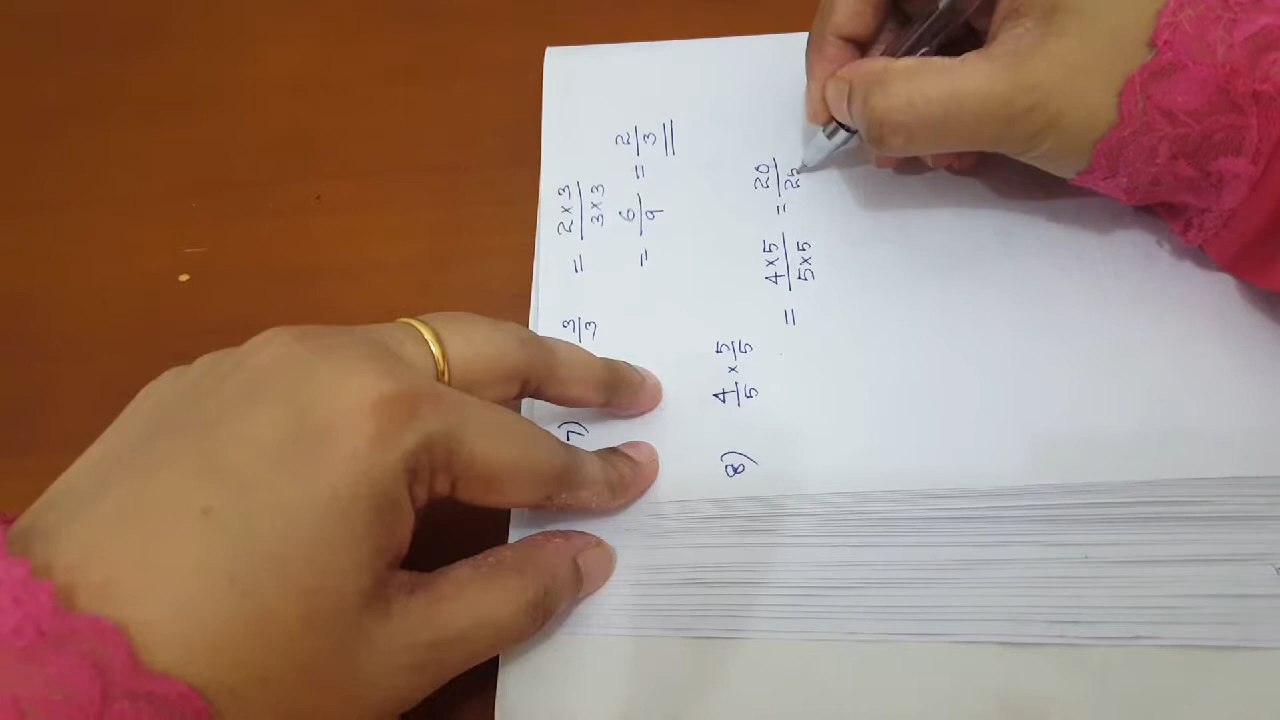 7) 3/3 = 2 × 3 / 3 × 3
= 6/9 = 2/3
8) 4/5 × 5/5
= 4 × 5 / 5 × 5 = 20/25